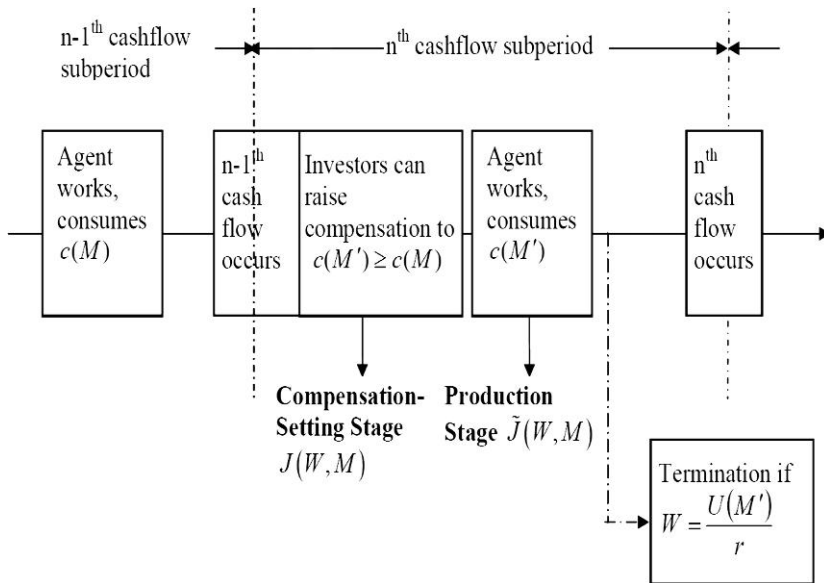 n-1th cashflow
subperiod
nth cashflow subperiod
Agent
works,
consumes
c(M)
n-1th
cash
flow
occurs
Investors can
raise
compensation to
c(M′) ≥ c(M)
Agent
works,
consumes
c(M′)
nth
cash
flow
occurs
Compensation-
Setting Stage
J(W,M)
Production
Stage J̃(W,M)
Termination if
W = U(M′)/r